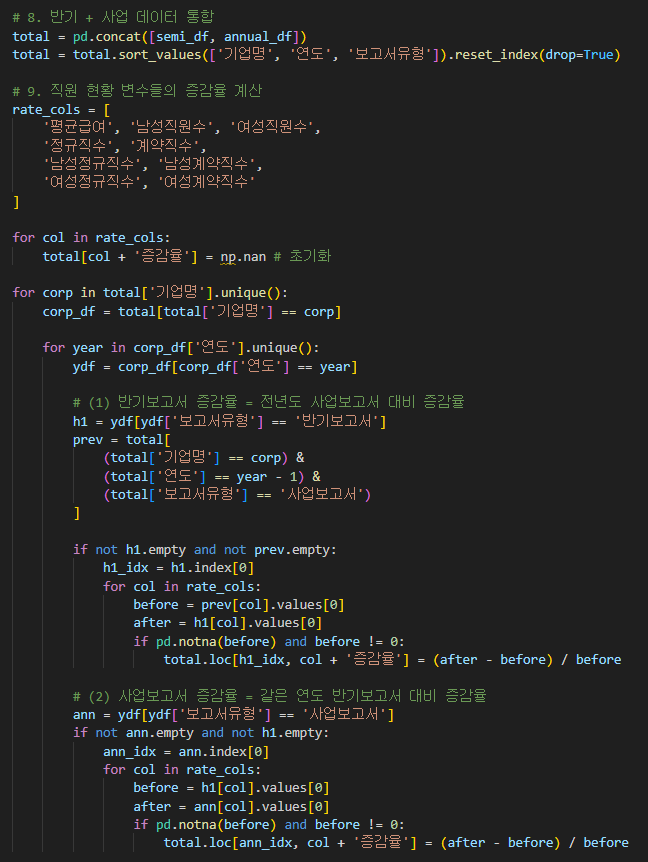 # 8. 반기 + 사업 데이터 통합
total = pd.concat([semi_df, annual_df])
total = total.sort_values(['기업명', '연도', '보고서유형']).reset_index(drop=True)
# 9. 직원 현황 변수들의 증감율 계산
rate_cols = [
'평균급여', '남성직원수', '여성직원수',
'정규직수', '계약직수',
'남성정규직수', '남성계약직수',
'여성정규직수', '여성계약직수'
]
for col in rate_cols:
total[col + '증감율'] = np.nan # 초기화
for corp in total['기업명'].unique():
corp_df = total[total['기업명'] == corp]
for year in corp_df['연도'].unique():
ydf = corp_df[corp_df['연도'] == year]
# (1) 반기보고서 증감율 = 전년도 사업보고서 대비 증감율
h1 = ydf[ydf['보고서유형'] == '반기보고서']
prev = total[
(total['기업명'] == corp) &
(total['연도'] == year - 1) &
(total['보고서유형'] == '사업보고서')
]
if not h1.empty and not prev.empty:
h1_idx = h1.index[0]
for col in rate_cols:
before = prev[col].values[0]
after = h1[col].values[0]
if pd.notna(before) and before != 0:
total.loc[h1_idx, col + '증감율'] = (after - before) / before
# (2) 사업보고서 증감율 = 같은 연도 반기보고서 대비 증감율
ann = ydf[ydf['보고서유형'] == '사업보고서']
if not ann.empty and not h1.empty:
ann_idx = ann.index[0]
for col in rate_cols:
before = h1[col].values[0]
after = ann[col].values[0]
if pd.notna(before) and before != 0:
total.loc[ann_idx, col + '증감율'] = (after - before) / before